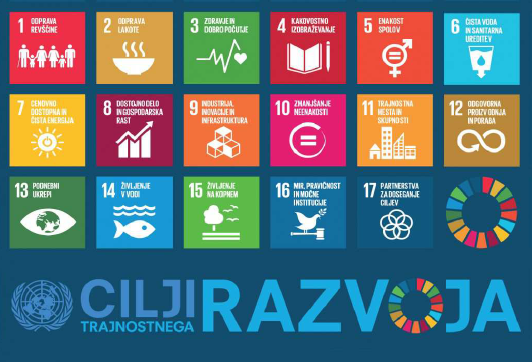 1 ODPRAVA
REVŠČINE
2 ODPRAVA
LAKOTE
3 ZDRAVJE IN
DOBRO POČUTJE
4 KAKOVOSTNO
IZOBRAŽEVANJE
5 ENAKOST
SPOLOV
6 ČISTA VODA
IN SANITARNA
UREDITEV
7 CENOVNO
DOSTOPNA IN
ČISTA ENERGIJA
8 DOSTOJNO DELO
IN GOSPODARSKA
RAST
9 INDUSTRIJA,
INOVACIJE IN
INFRASTRUKTURA
10 ZMANJŠANJE
NEENAKOSTI
11 TRAJNOSTNA
MESTA IN
SKUPNOSTI
12 ODGOVORNA
PROIZVODNJA
IN PORABA
13 PODNEBNI
UKREPI
14 ŽIVLJENJE
V VODI
15 ŽIVLJENJE
NA KOPNEM
16 MIR, PRAVIČNOST
IN MOČNE
INSTITUCIJE
17 PARTNERSTVA
ZA DOSEGANJE
CILJEV
CILJI RAZVOJA
TRAJNOSTNEGA